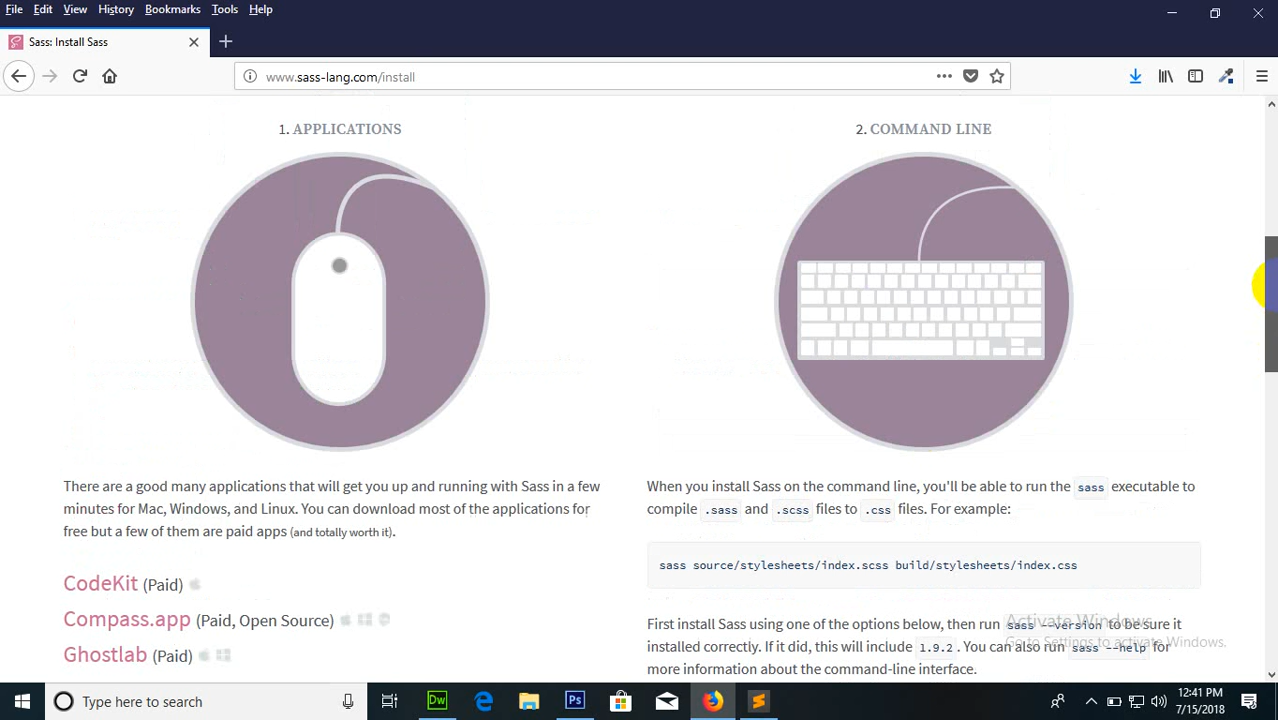 File Edit View History Bookmarks Tools Help
Sass: Install Sass
www.sass-lang.com/install
1. APPLICATIONS
There are a good many applications that will get you up and running with Sass in a few
minutes for Mac, Windows, and Linux. You can download most of the applications for
free but a few of them are paid apps (and totally worth it).
CodeKit (Paid)
Compass.app (Paid, Open Source)
Ghostlab (Paid)
2. COMMAND LINE
When you install Sass on the command line, you'll be able to run the sass executable to
compile .sass and .scss files to .css files. For example:
sass source/stylesheets/index.scss build/stylesheets/index.css
First install Sass using one of the options below, then run sass --version to be sure it
installed correctly. If it did, this will include 1.9.2. You can also run sass --help for
more information about the command-line interface.
Activate Windows
Go to Settings to activate Windows.
Type here to search
Dw
Ps
12:41 PM
7/15/2018